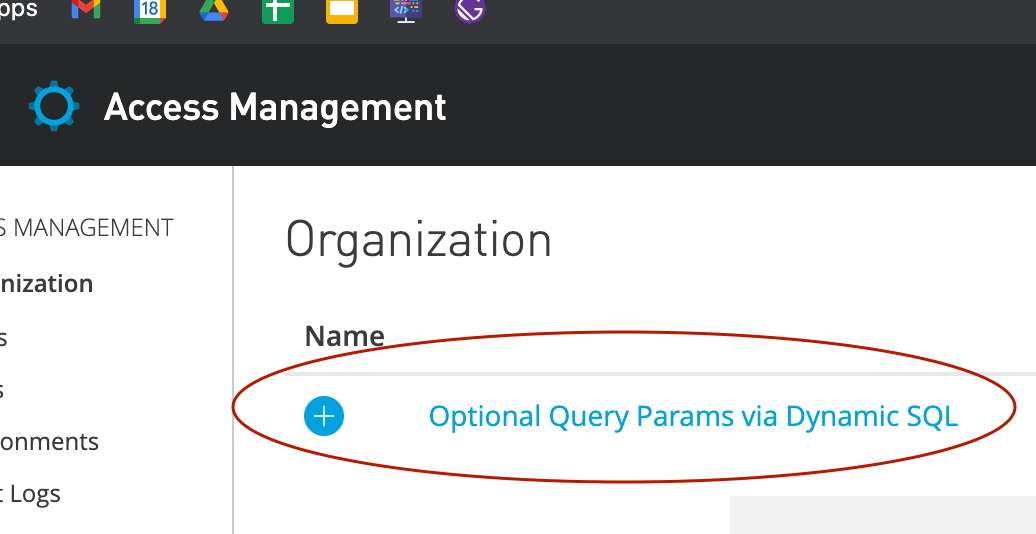 pps
18
Access Management
S MANAGEMENT
nization
s
s
onments
t Logs
Organization
Name
Optional Query Params via Dynamic SQL